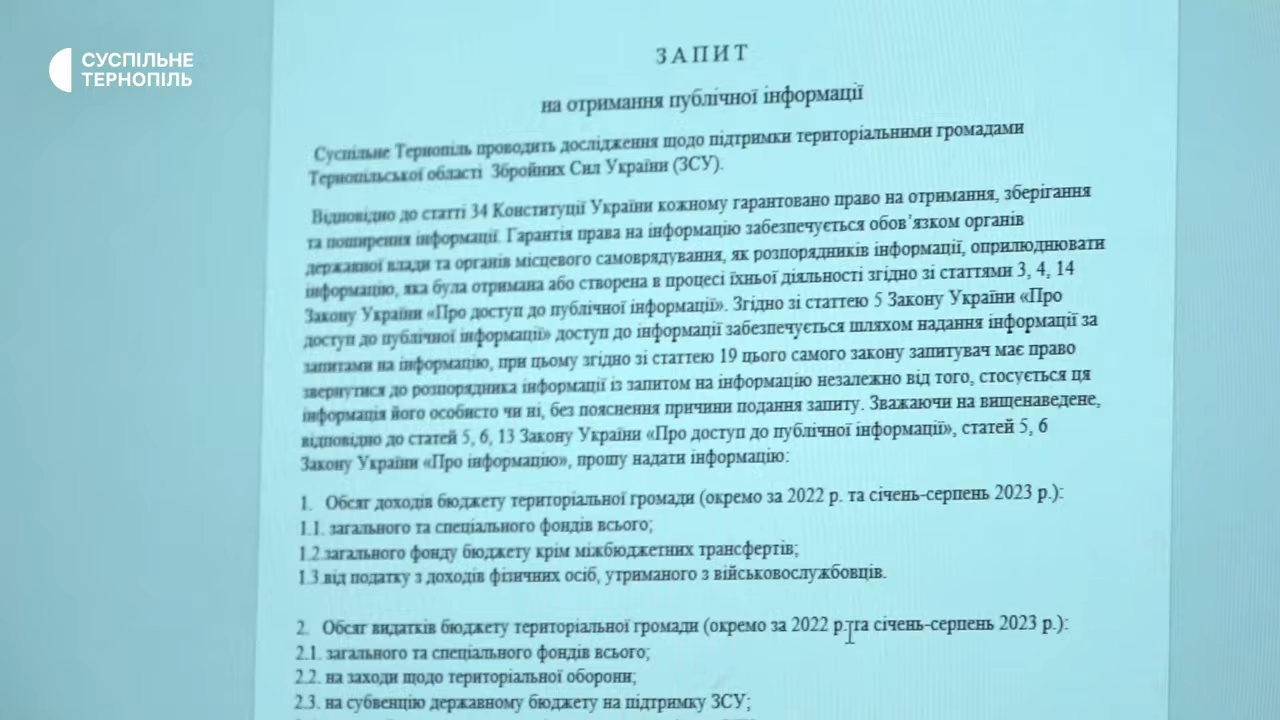 СУСПІЛЬНЕ
ТЕРНОПІЛЬ
ЗАПИТ
на отримання публічної інформації
Суспільне Тернопіль проводить дослідження щодо підтримки територіальними громадами
Тернопільської області Збройних Сил України (ЗСУ).
Відповідно до статті 34 Конституції України кожному гарантовано право на отримання, зберігання
та поширення інформації. Гарантія права на інформацію забезпечується обов’язком органів
державної влади та органів місцевого самоврядування, як розпорядників інформації, оприлюднювати
інформацію, яка була отримана або створена в процесі їхньої діяльності згідно зі статтями 3, 4, 14
Закону України «Про доступ до публічної інформації». Згідно зі статтею 5 Закону України «Про
доступ до публічної інформації» доступ до інформації забезпечується шляхом надання інформації за
запитами на інформацію, при цьому згідно зі статтею 19 цього самого закону запитувач має право
звернутися до розпорядника інформації із запитом на інформацію незалежно від того, стосується ця
інформація його особисто чи ні, без пояснення причини подання запиту. Зважаючи на вищенаведене,
відповідно до статей 5, 6, 13 Закону України «Про доступ до публічної інформації», статей 5, 6
Закону України «Про інформацію», прошу надати інформацію:
1. Обсяг доходів бюджету територіальної громади (окремо за 2022 р. та січень-серпень 2023 р.):
1.1. загального та спеціального фондів всього;
1.2.загального фонду бюджету крім міжбюджетних трансфертів;
1.3.від податку з доходів фізичних осіб, утриманого з військовослужбовців.
2. Обсяг видатків бюджету територіальної громади (окремо за 2022 р. та січень-серпень 2023 р.):
2.1. загального та спеціального фондів всього;
2.2. на заходи щодо територіальної оборони;
2.3. на субвенцію державному бюджету на підтримку ЗСУ;